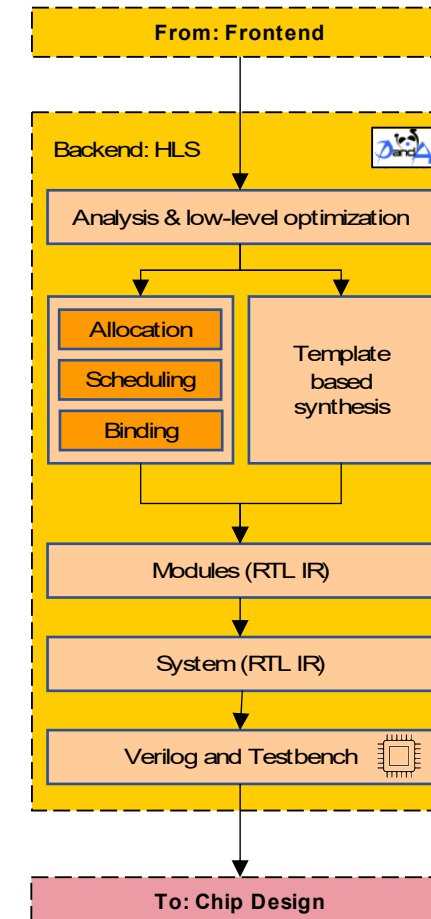 From: Frontend
Backend: HLS
PandA
Analysis & low-level optimization
Allocation
Scheduling
Binding
Template
based
synthesis
Modules (RTL IR)
System (RTL IR)
Verilog and Testbench
To: Chip Design